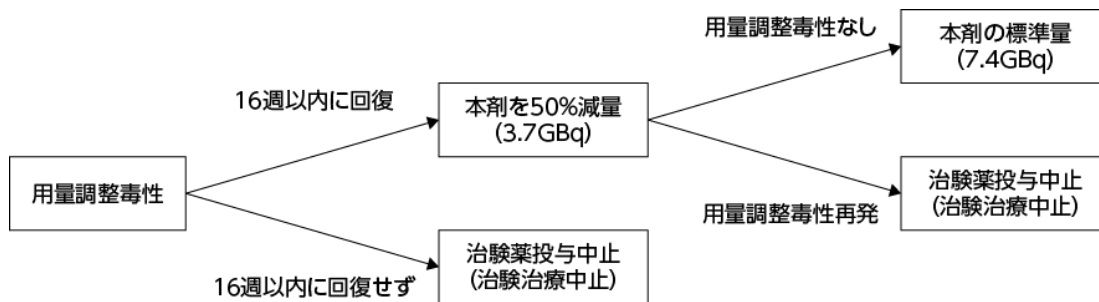 用量調整毒性
16週以内に回復
本剤を50%減量
(3.7GBq)
用量調整毒性なし
本剤の標準量
(7.4GBq)
用量調整毒性再発
治験薬投与中止
(治験治療中止)
16週以内に回復せず
治験薬投与中止
(治験治療中止)